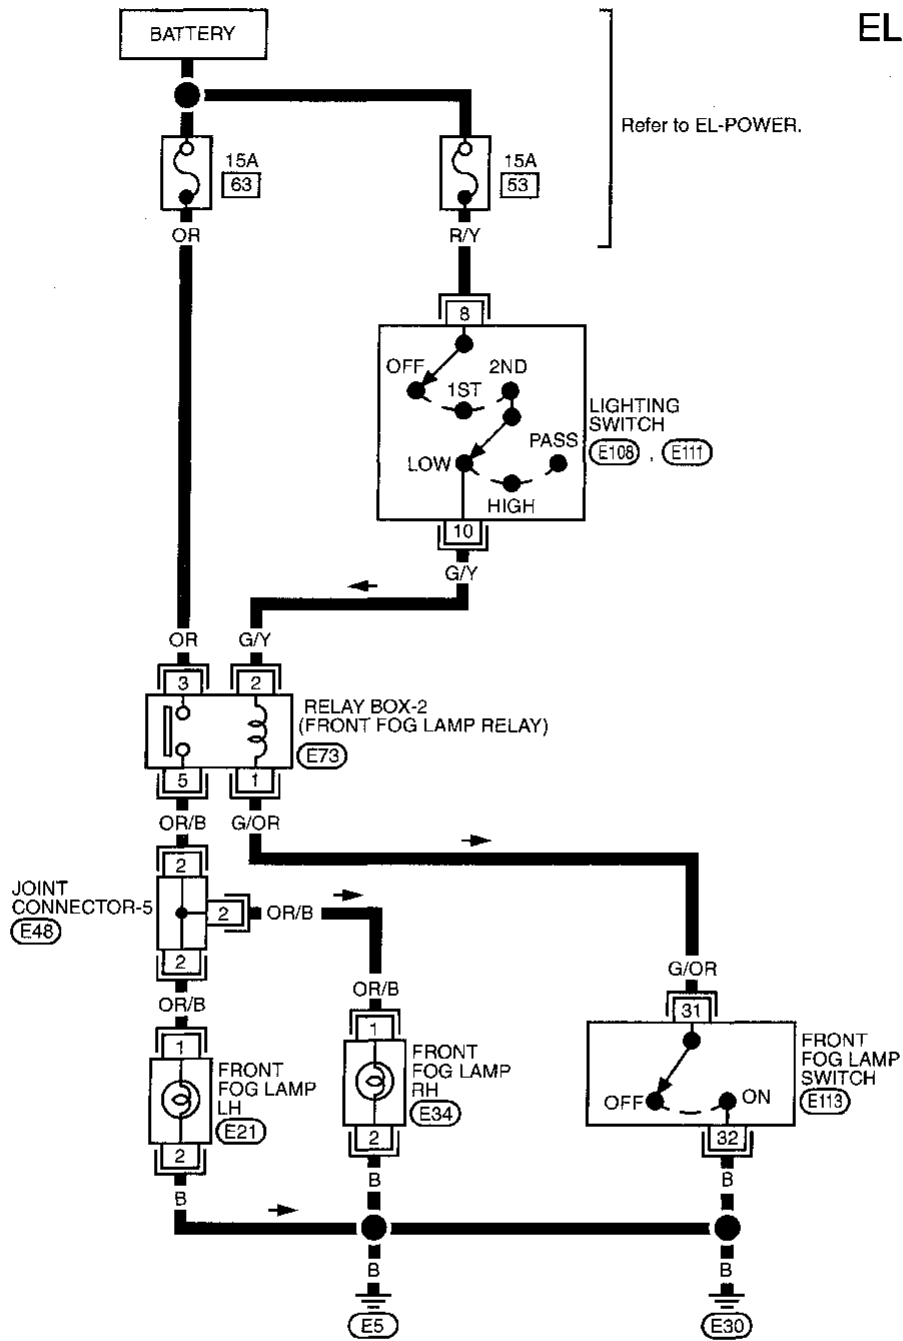 EL
BATTERY
Refer to EL-POWER.
15A
63
15A
53
OR
R/Y
8
OFF
2ND
1ST
LIGHTING
SWITCH
E108 , E111
PASS
LOW
HIGH
10
G/Y
OR
G/Y
3
2
RELAY BOX-2
(FRONT FOG LAMP RELAY)
E73
5
1
OR/B
G/OR
2
JOINT
CONNECTOR-5
E48
2
OR/B
2
G/OR
OR/B
OR/B
31
1
1
FRONT
FOG LAMP
LH
E21
FRONT
FOG LAMP
RH
E34
FRONT
FOG LAMP
SWITCH
E113
OFF
ON
2
2
32
B
B
B
B
B
E5
E30